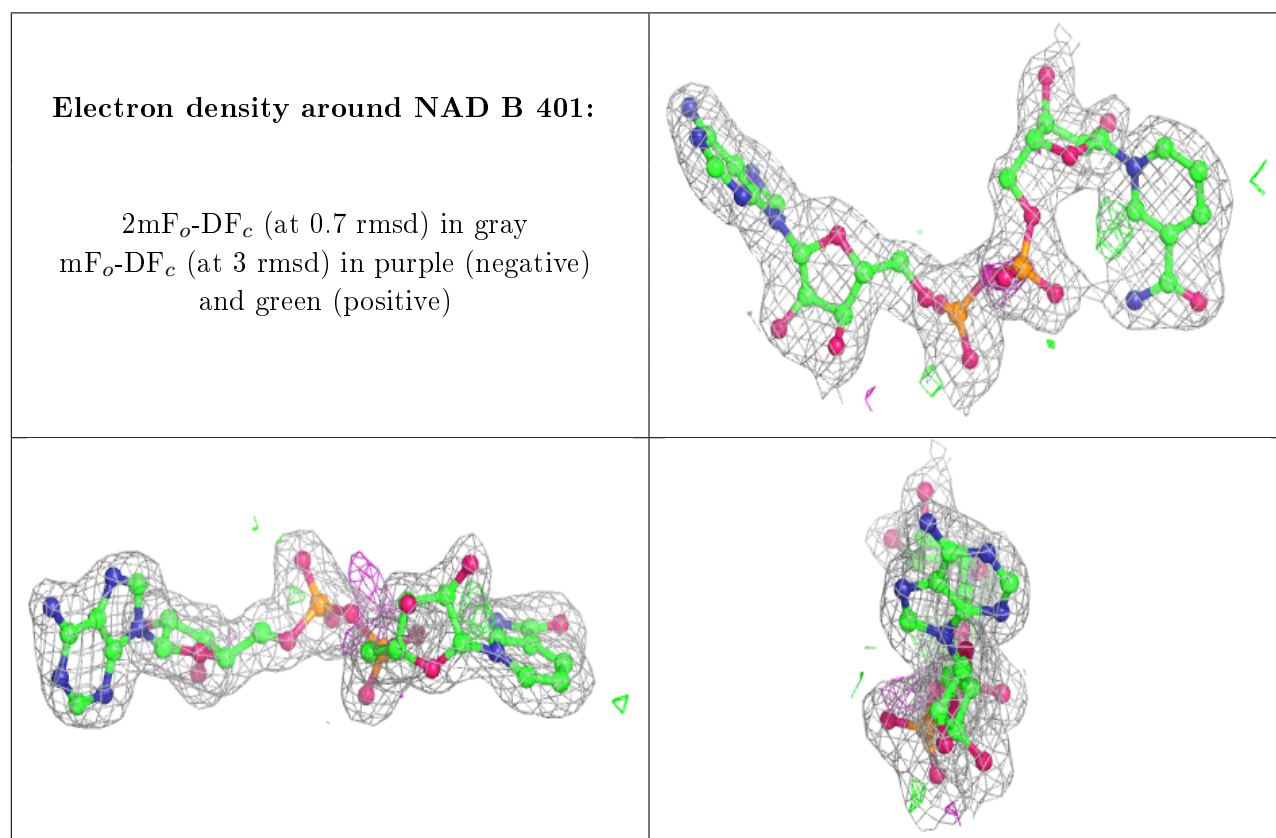 Electron density around NAD B 401:
2mFo-DFc (at 0.7 rmsd) in gray
mFo-DFc (at 3 rmsd) in purple (negative)
and green (positive)